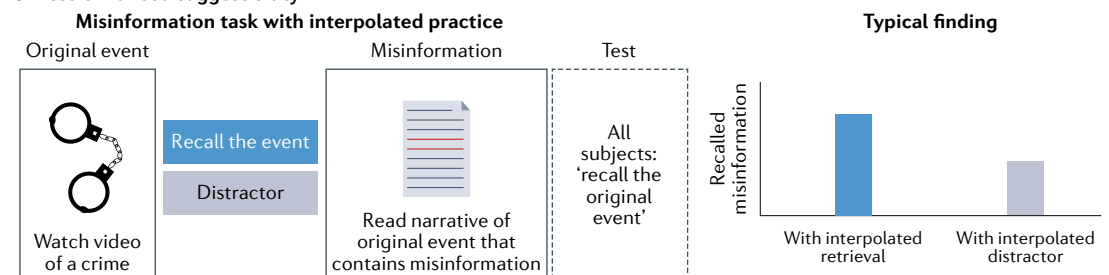 Misinformation task with interpolated practice
Original event
Misinformation
Test
Recall the event
Distractor
Watch video
of a crime
Read narrative of
original event that
contains misinformation
All
subjects:
‘recall the
original
event’
Typical finding
Recalled
misinformation
With interpolated
retrieval
With interpolated
distractor